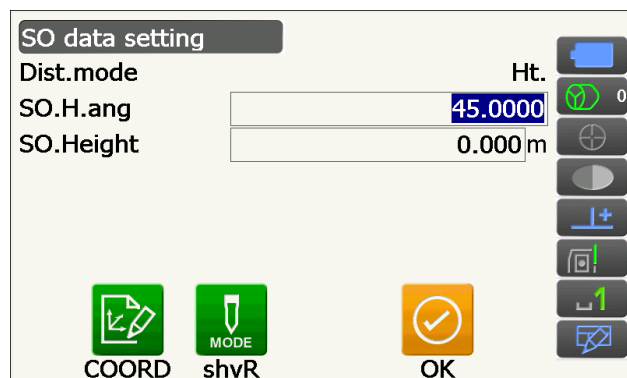 SO data setting
Dist.mode Ht.
SO.H.ang 45.0000
0
SO.Height 0.000 m
1
MODE
COORD shvR OK